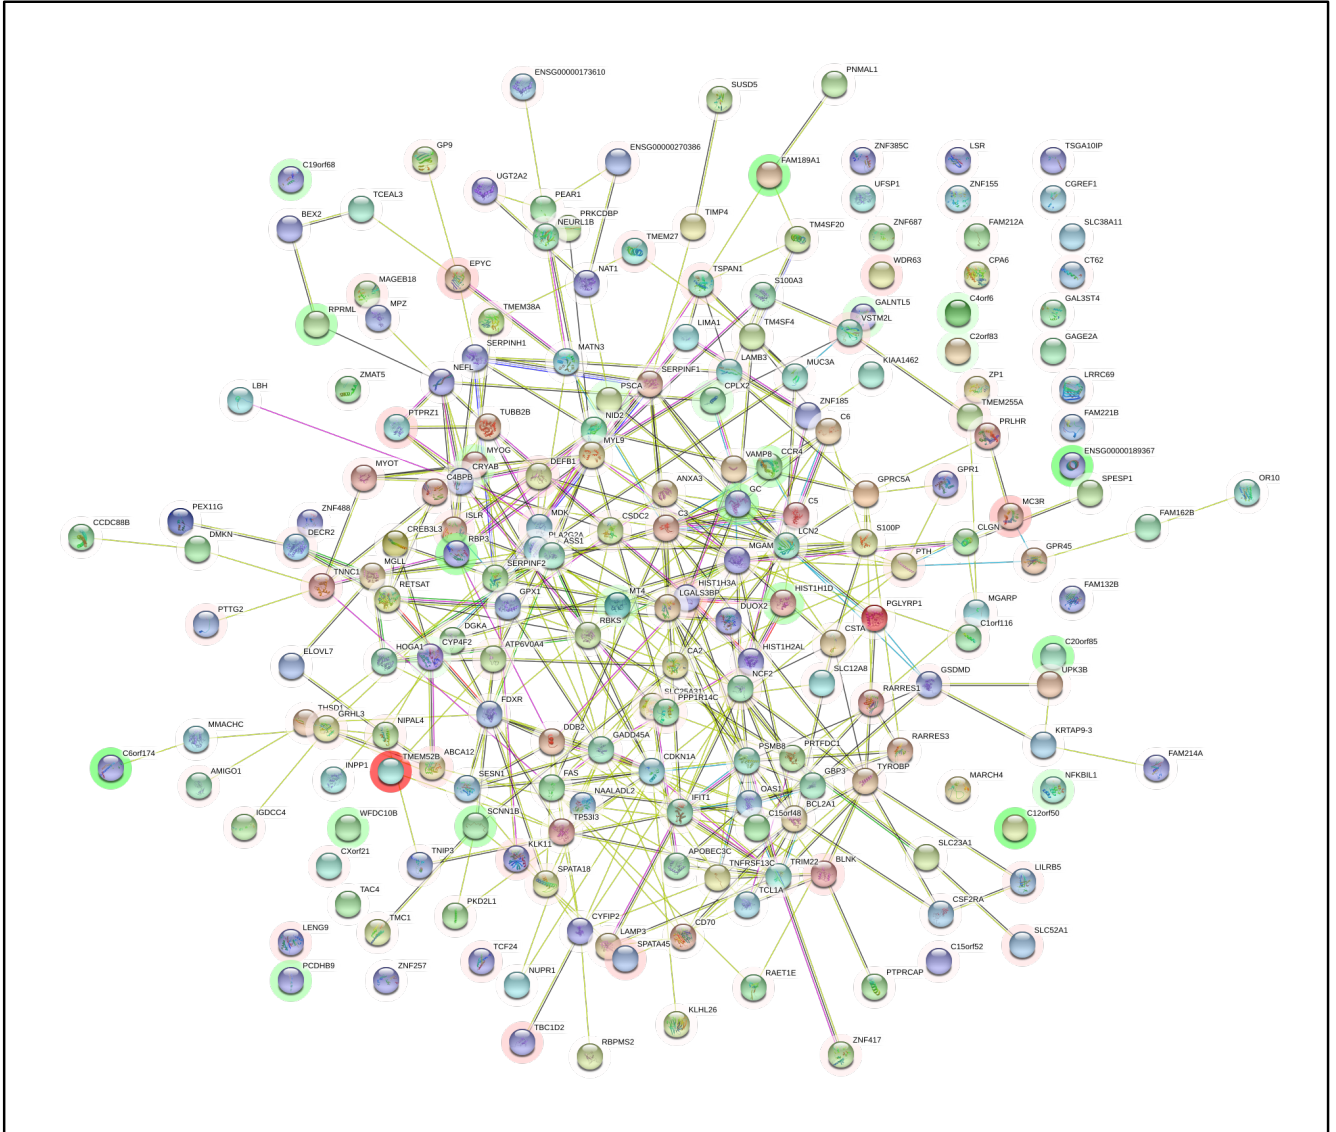 PNMAL1
ENSG00000173610
SUSD5
C19orf68
GP9
ENSG00000270386
FAM189A1
ZNF385C
LSR
TSGA10IP
TCEAL3
UGT2A2
PEAR1
PRKCDBP
UFSP1
ZNF155
CGREF1
BEX2
NEURL1B
TIMP4
TM4SF20
ZNF687
FAM212A
SLC38A11
TMEM27
EPYC
NAT1
TSPAN1
WDR63
CPA6
CT62
MAGEB18
MPZ
TMEM38A
S100A3
GALNTL5
C4orf6
GAL3ST4
RPRML
LIMA1
TM4SF4
VSTM2L
C2orf83
GAGE2A
SERPINH1
MATN3
LAMB3
MUC3A
KIAA1462
ZMAT5
NEFL
SERPINF1
ZP1
LRRC69
LBH
PSCA
CPLX2
ZNF185
TMEM255A
PTPRZ1
TUBB2B
NID2
C6
PRLHR
FAM221B
MYL9
MYOT
MYOG
CRYAB
DEFB1
VAMP8
CCR4
ENSG00000189367
C4BPB
ANXA3
GPRC5A
GPR1
SPESP1
OR10
GC
MC3R
PEX11G
ZNF488
ISLR
MDK
CSDC2
C3
C5
FAM162B
CCDC88B
DMKN
DECR2
CREB3L3
RBP3
PLA2G2A
ASS1
LCN2
S100P
CLGN
MGAM
PTH
GPR45
TNNC1
MGLL
SERPINF2
RETSAT
GPX1
MT4
HIST1H3A
LGALS3BP
HIST1H1D
FAM132B
PTTG2
DUOX2
PGLYRP1
MGARP
C1orf116
DGKA
RBKS
CSTA
ELOVL7
HOGA1
CYP4F2
ATP6V0A4
CA2
HIST1H2AL
C20orf85
NCF2
SLC12A8
GSDMD
UPK3B
SLC25A31
PPP1R14C
RARRES1
THSD1
GRHL3
FDXR
MMACHC
NIPAL4
DDB2
GADD45A
KRTAP9-3
RARRES3
C6orf174
TMEM52B
ABCA12
PSMB8
PRTFDC1
FAM214A
AMIGO1
INPP1
SESN1
FAS
CDKN1A
GBP3
TYROBP
MARCH4
NFKBIL1
NAALADL2
OAS1
IGDCC4
WFDC10B
SCNN1B
TP53I3
IFIT1
C15orf48
BCL2A1
C12orf50
CXorf21
TNIP3
KLK11
APOBEC3C
SLC23A1
SPATA18
TNFRSF13C
TRIM22
BLNK
LILRB5
TAC4
TCL1A
PKD2L1
TMC1
CSF2RA
LENG9
CYFIP2
LAMP3
CD70
SLC52A1
SPATA45
TCF24
C15orf52
PCDHB9
ZNF257
NUPR1
RAET1E
PTPRCAP
KLHL26
TBC1D2
RBPMS2
ZNF417